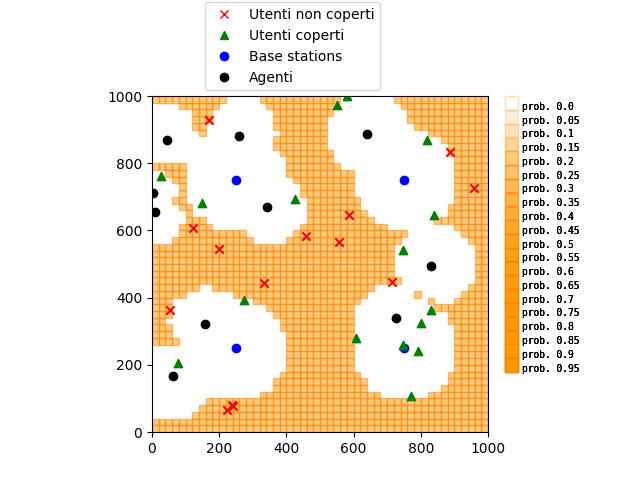 Utenti non coperti
Utenti coperti
Base stations
Agenti
1000
800
600
400
200
0
0 200 400 600 800 1000
prob. 0.0
prob. 0.05
prob. 0.1
prob. 0.15
prob. 0.2
prob. 0.25
prob. 0.3
prob. 0.35
prob. 0.4
prob. 0.45
prob. 0.5
prob. 0.55
prob. 0.6
prob. 0.65
prob. 0.7
prob. 0.75
prob. 0.8
prob. 0.85
prob. 0.9
prob. 0.95